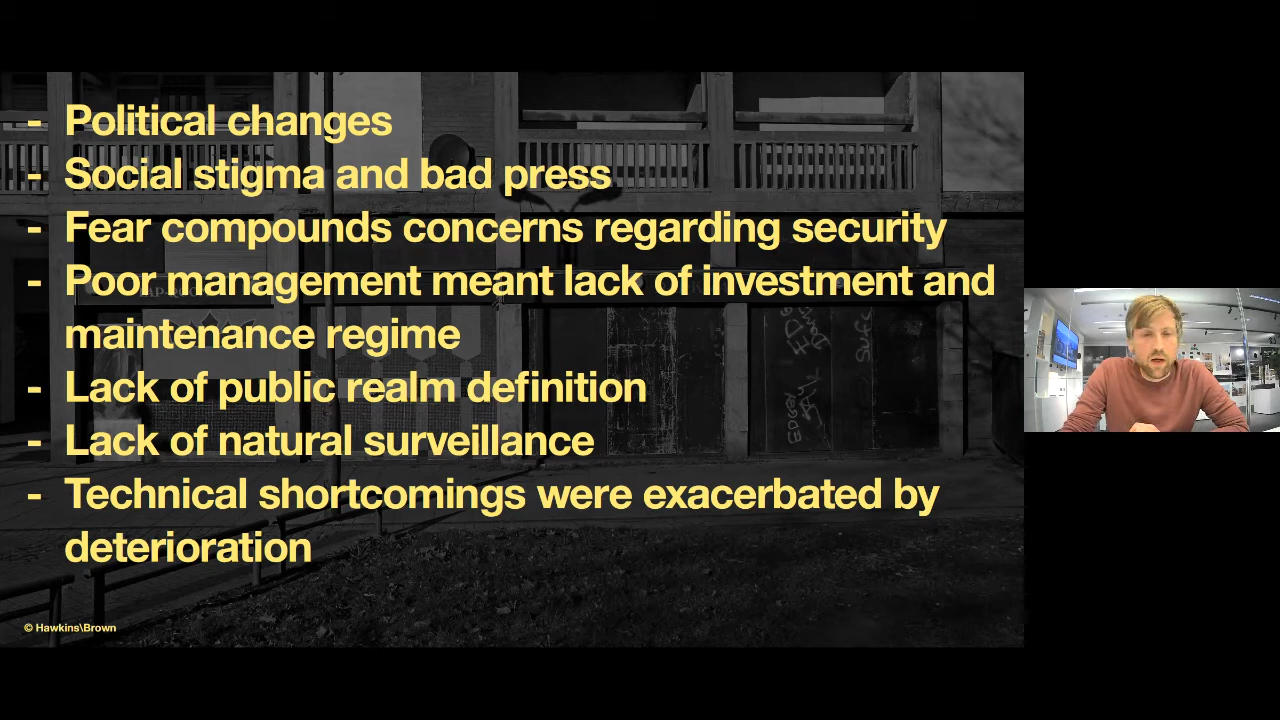 - Political changes
- Social stigma and bad press
- Fear compounds concerns regarding security
- Poor management meant lack of investment and
maintenance regime
- Lack of public realm definition
- Lack of natural surveillance
- Technical shortcomings were exacerbated by
deterioration
© Hawkins\Brown